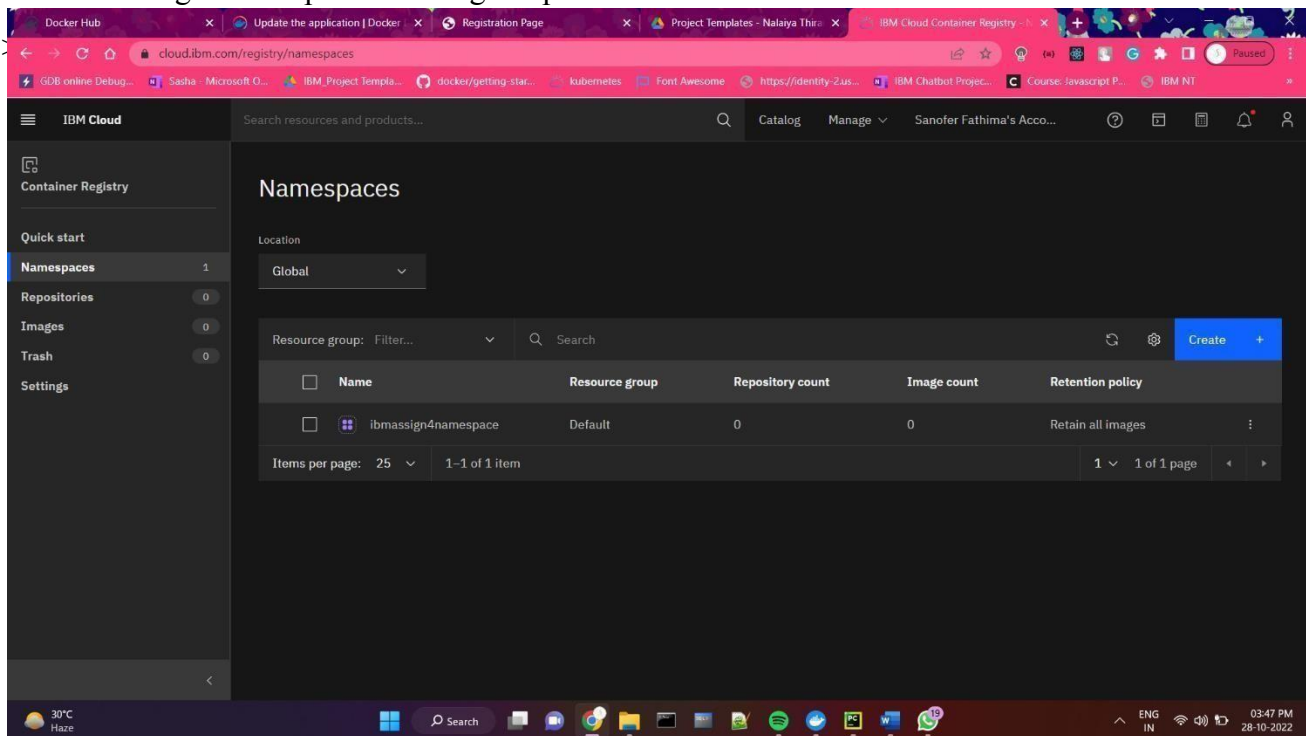 Docker Hub
Update the application | Docker
Registration Page
Project Templates - Nalaiya Thira
IBM Cloud Container Registry - N
cloud.ibm.com/registry/namespaces
Paused
GDB online Debug...
Sasha - Microsoft O...
IBM_Project Templa...
docker/getting-star...
kubernetes
Font Awesome
https://identity-2.us...
IBM Chatbot Projec...
Course: Javascript P...
IBM NT
IBM Cloud
Search resources and products...
Catalog
Manage
Sanofer Fathima's Acco...
Container Registry
Quick start
Namespaces 1
Repositories 0
Images 0
Trash 0
Settings
Namespaces
Location
Global
Resource group: Filter...
Search
Create +
Name Resource group Repository count Image count Retention policy
ibmassign4namespace Default 0 0 Retain all images
Items per page: 25 1–1 of 1 item 1 1 of 1 page
30°C
Haze
Search
19
ENG
IN
03:47 PM
28-10-2022